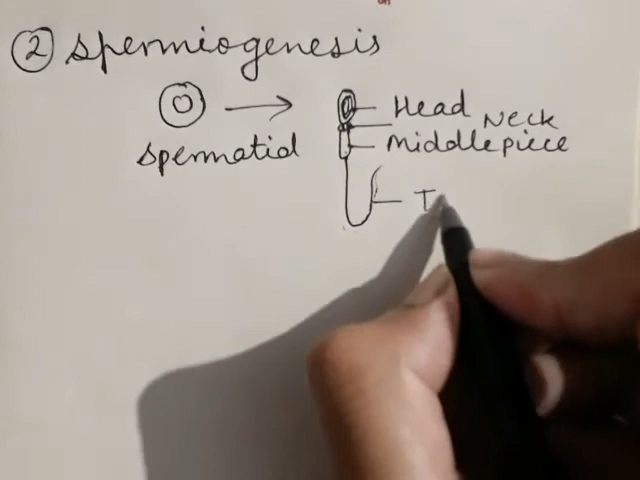 ② Spermiogenesis
Head
Neck
Middlepiece
Spermatid
T